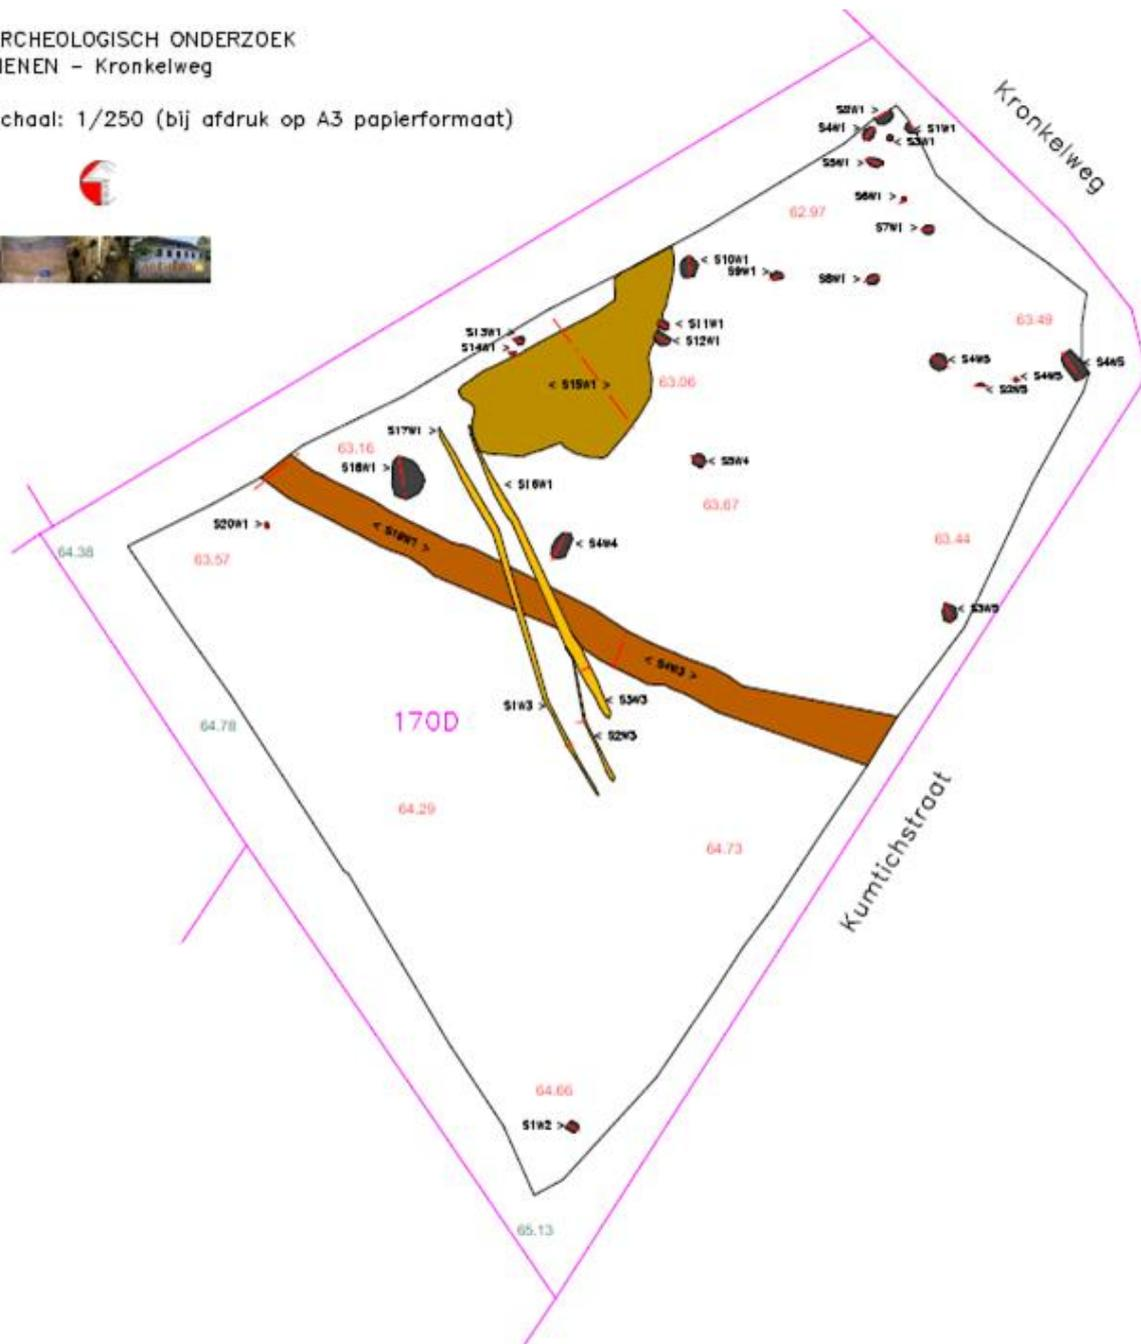 RCHEOLOGISCH ONDERZOEK
IENEN - Kronkelweg
chaal: 1/250 (bij afdruk op A3 papierformaat)
Kronkelweg
S2W1 >
S4W1 >
< S1W1
< S3W1
S5W1 >
S6W1 >
62.97
S7W1 >
< S10W1
S9W1 >
S8W1 >
63.49
< S11W1
S13W1 >
< S12W1
S14W1 >
< S4W5
< S4W5
< S4W5
< S15W1 >
63.06
< S2W5
S17W1 >
63.16
S18W1 >
< S5W4
< S16W1
63.67
S20W1 >
< S19W1 >
63.44
< S4W4
64.38
63.57
< S3W5
< S4W3 >
S1W3 >
< S3W3
170D
64.78
< S2W3
64.29
64.73
Kumtichstraat
64.66
S1W2 >
65.13